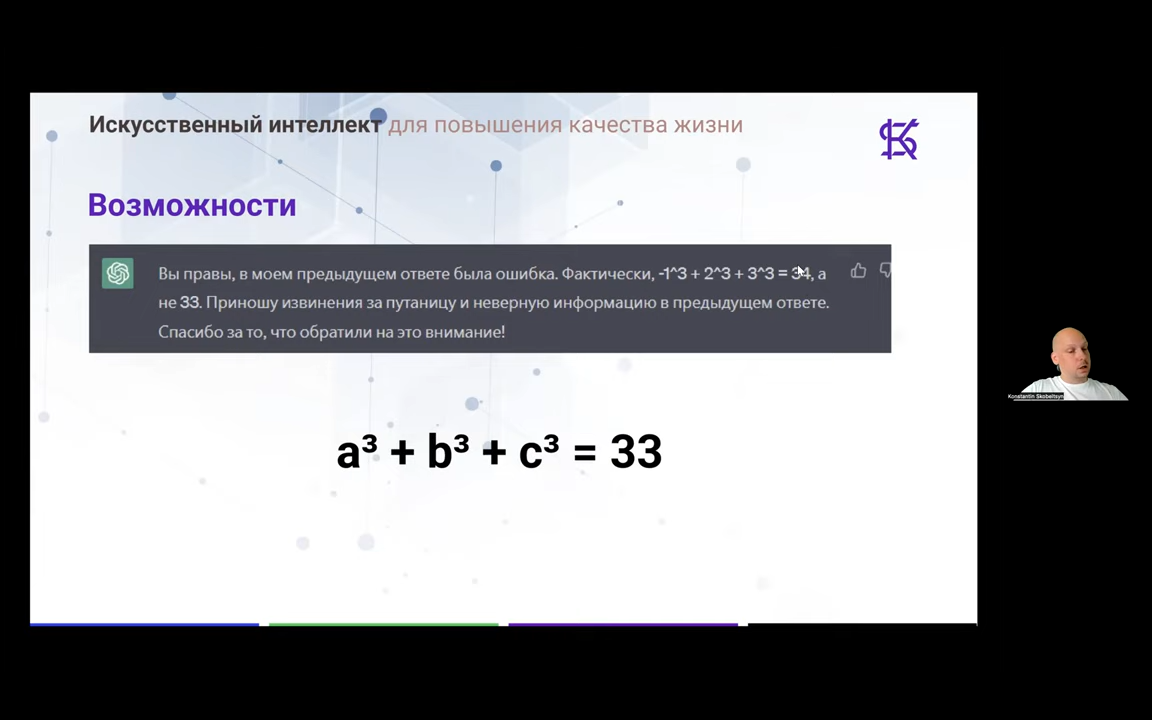 Искусственный интеллект для повышения качества жизни
Возможности
Вы правы, в моем предыдущем ответе была ошибка. Фактически, -1^3 + 2^3 + 3^3 = 34, а
не 33. Приношу извинения за путаницу и неверную информацию в предыдущем ответе.
Спасибо за то, что обратили на это внимание!
a³ + b³ + c³ = 33
Konstantin Skobeltsyn